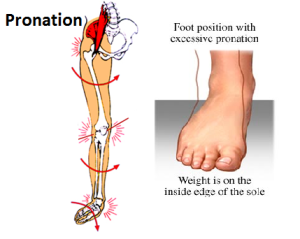 Pronation
Foot position with
excessive pronation
Weight is on the
inside edge of the sole